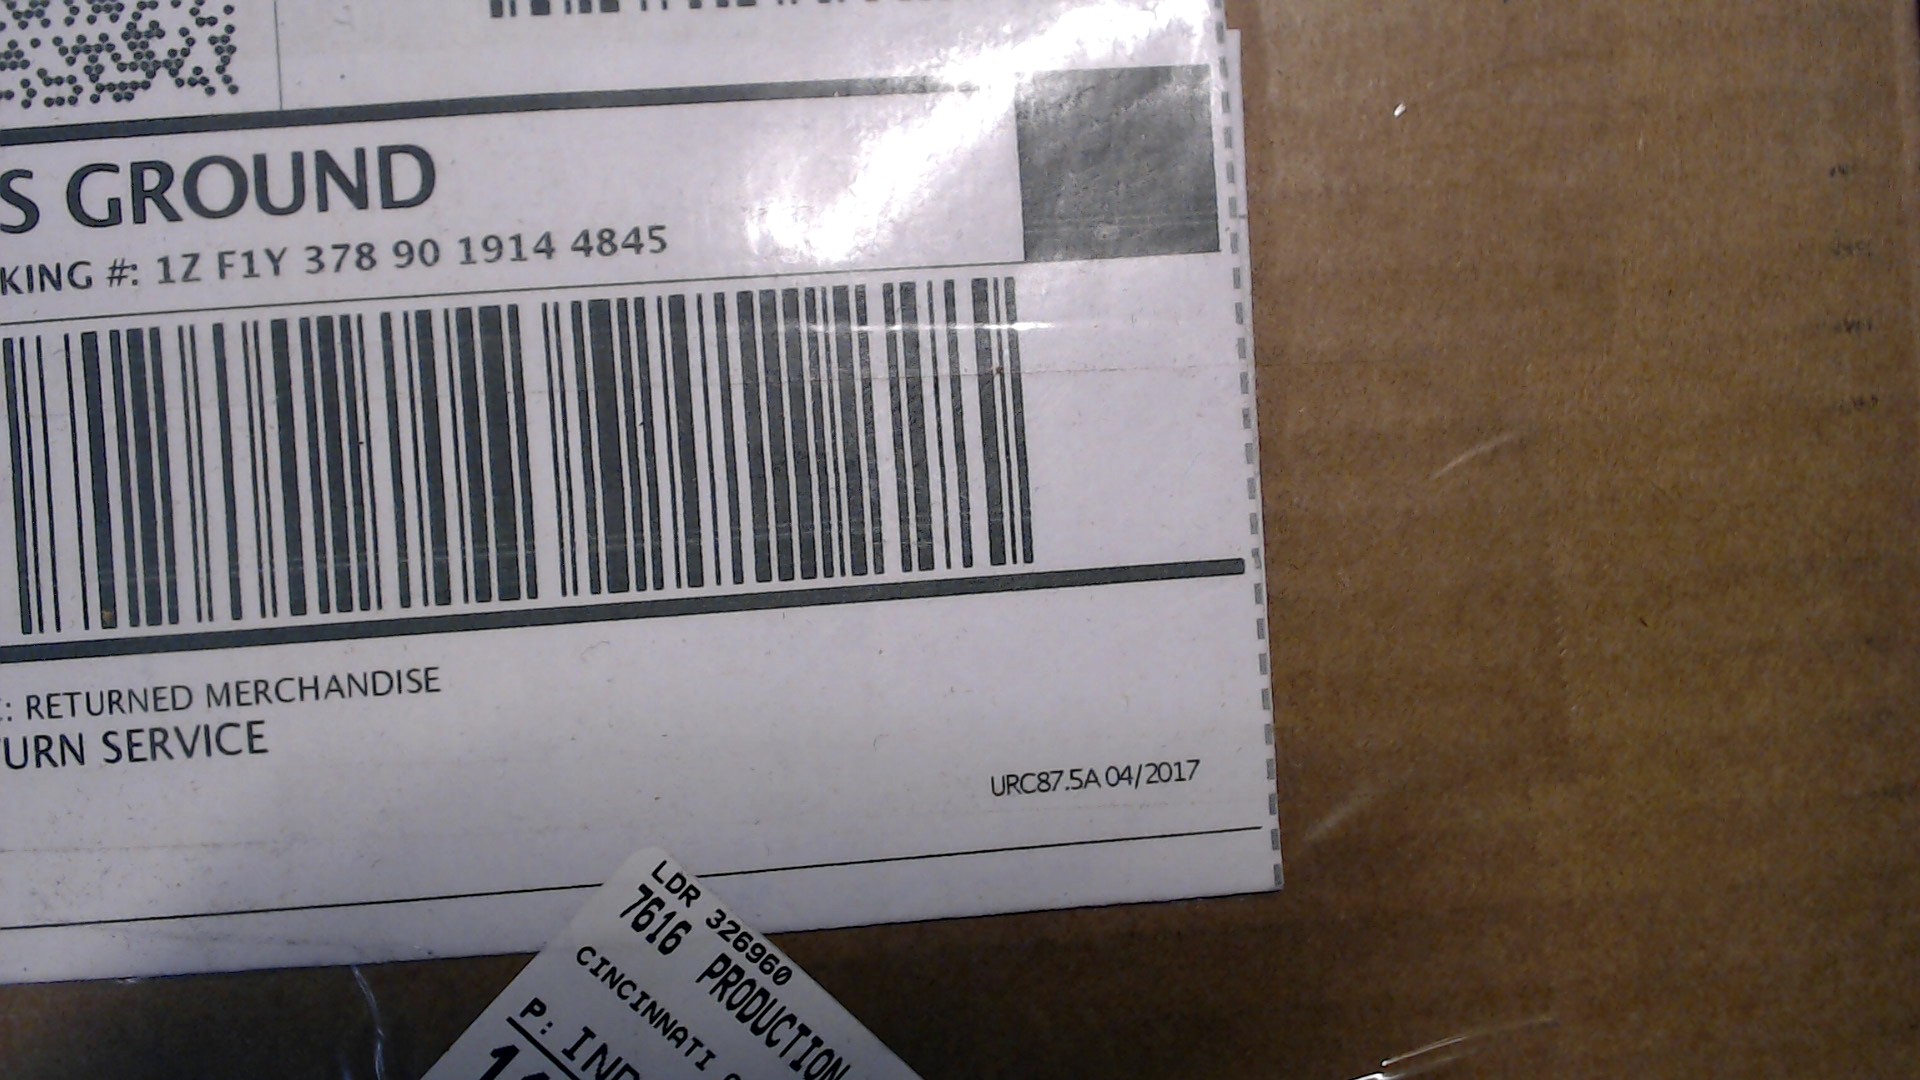 S GROUND
KING #: 1Z F1Y 378 90 1914 4845
: RETURNED MERCHANDISE
URN SERVICE
URC87.5A 04/2017
LDR 326960
7616 PRODUCTION
CINCINNATI
P: IND